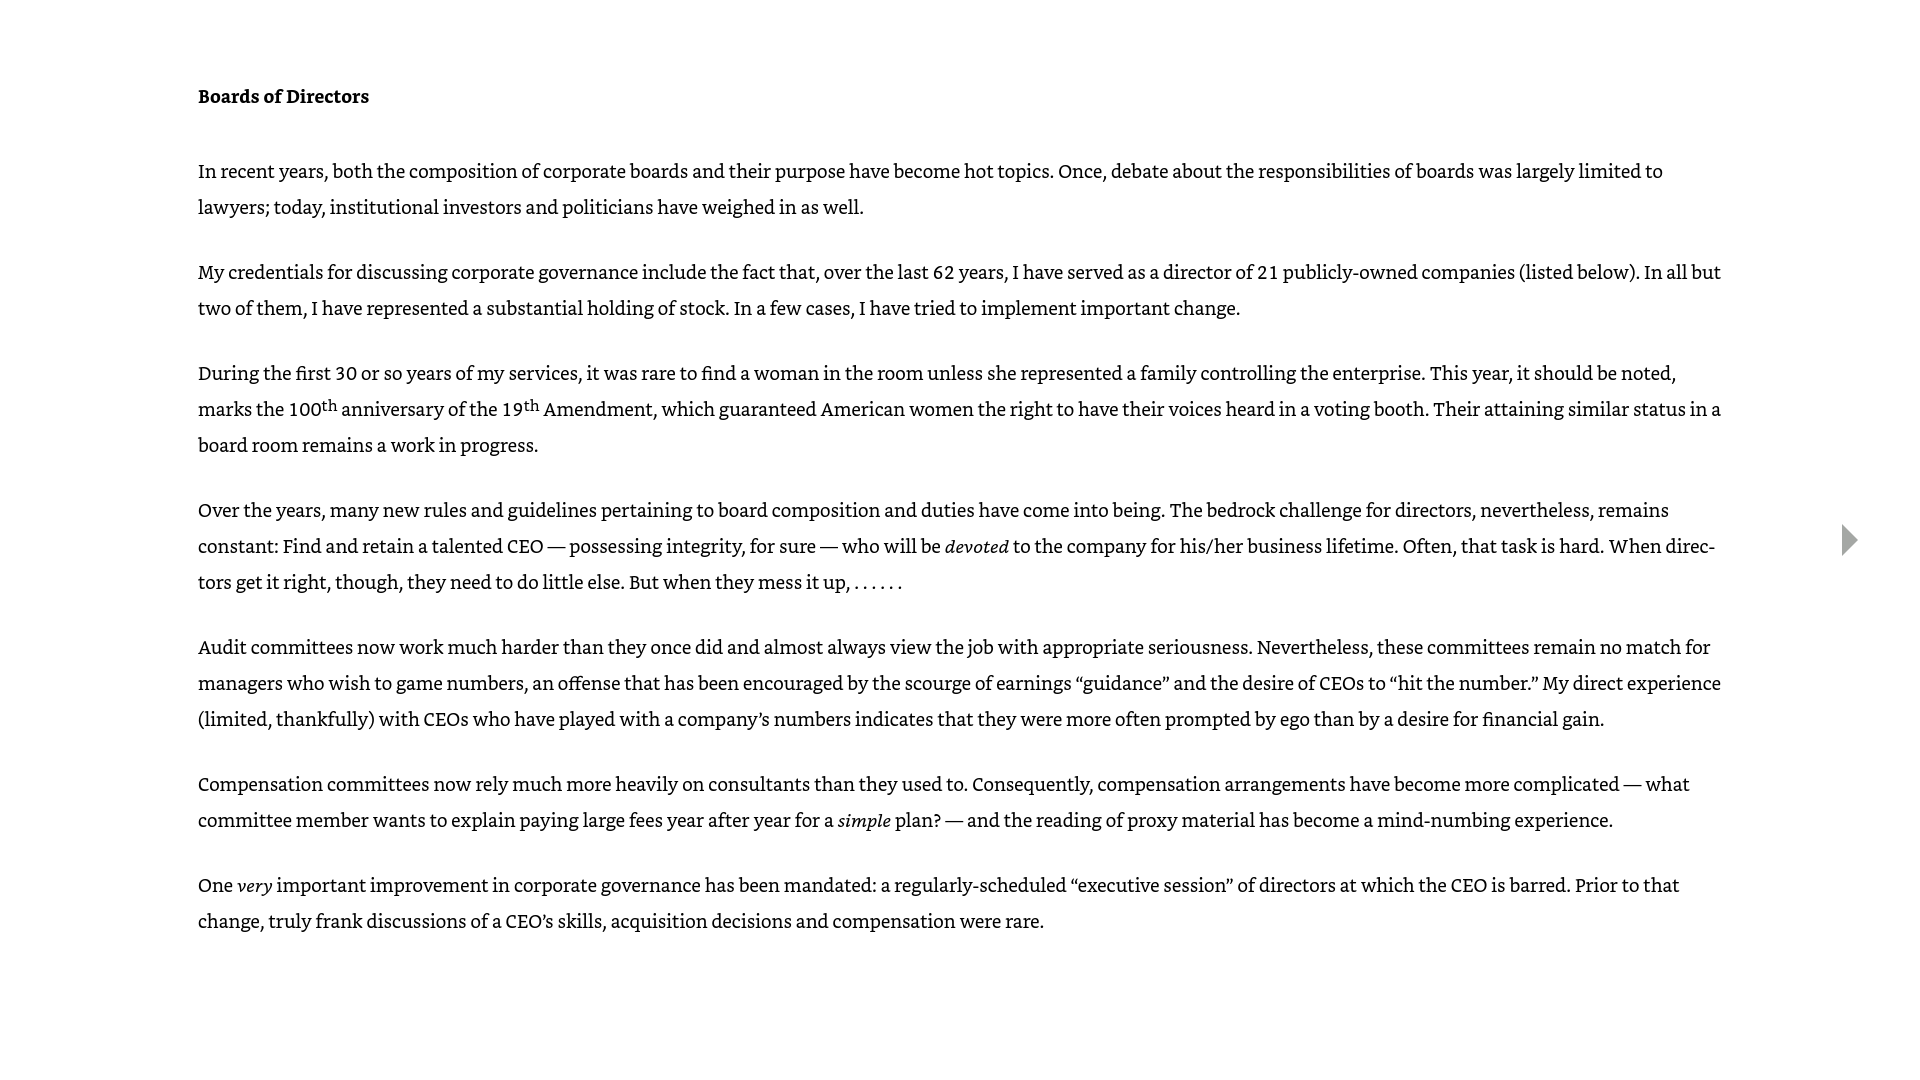 Boards of Directors
In recent years, both the composition of corporate boards and their purpose have become hot topics. Once, debate about the responsibilities of boards was largely limited to
lawyers; today, institutional investors and politicians have weighed in as well.
My credentials for discussing corporate governance include the fact that, over the last 62 years, I have served as a director of 21 publicly-owned companies (listed below). In all but
two of them, I have represented a substantial holding of stock. In a few cases, I have tried to implement important change.
During the first 30 or so years of my services, it was rare to find a woman in the room unless she represented a family controlling the enterprise. This year, it should be noted,
marks the 100th anniversary of the 19th Amendment, which guaranteed American women the right to have their voices heard in a voting booth. Their attaining similar status in a
board room remains a work in progress.
Over the years, many new rules and guidelines pertaining to board composition and duties have come into being. The bedrock challenge for directors, nevertheless, remains
constant: Find and retain a talented CEO — possessing integrity, for sure — who will be devoted to the company for his/her business lifetime. Often, that task is hard. When direc-
tors get it right, though, they need to do little else. But when they mess it up, . . . . . .
Audit committees now work much harder than they once did and almost always view the job with appropriate seriousness. Nevertheless, these committees remain no match for
managers who wish to game numbers, an offense that has been encouraged by the scourge of earnings “guidance” and the desire of CEOs to “hit the number.” My direct experience
(limited, thankfully) with CEOs who have played with a company’s numbers indicates that they were more often prompted by ego than by a desire for financial gain.
Compensation committees now rely much more heavily on consultants than they used to. Consequently, compensation arrangements have become more complicated — what
committee member wants to explain paying large fees year after year for a simple plan? — and the reading of proxy material has become a mind-numbing experience.
One very important improvement in corporate governance has been mandated: a regularly-scheduled “executive session” of directors at which the CEO is barred. Prior to that
change, truly frank discussions of a CEO’s skills, acquisition decisions and compensation were rare.